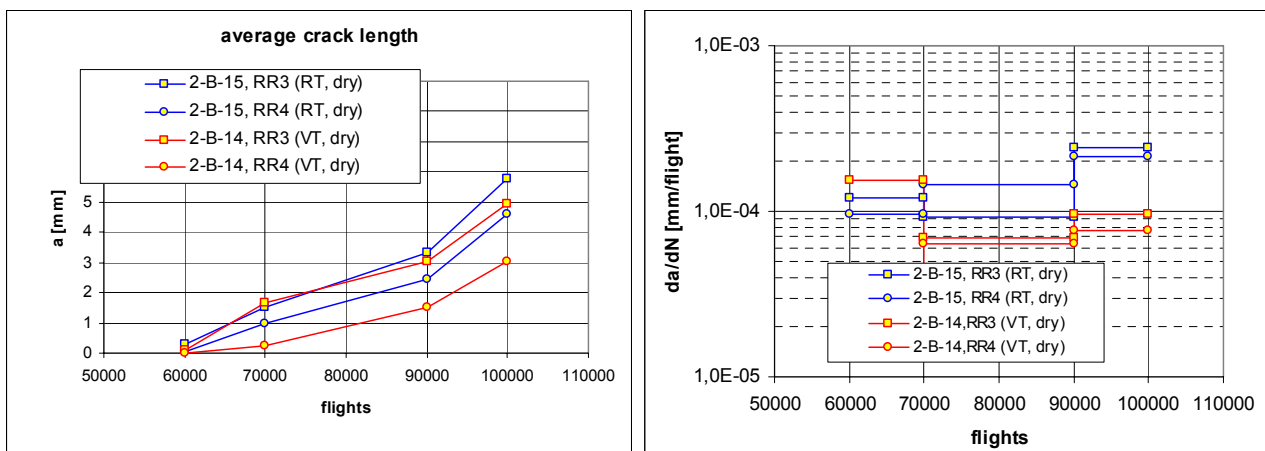 average crack length
2-B-15, RR3 (RT, dry)
2-B-15, RR4 (RT, dry)
2-B-14, RR3 (VT, dry)
2-B-14, RR4 (VT, dry)
a [mm]
5
4
3
2
1
0
50000 60000 70000 80000 90000 100000 110000
flights
1,0E-03
1,0E-04
1,0E-05
da/dN [mm/flight]
2-B-15, RR3 (RT, dry)
2-B-15, RR4 (RT, dry)
2-B-14,RR3 (VT, dry)
2-B-14,RR4 (VT, dry)
50000 60000 70000 80000 90000 100000 110000
flights